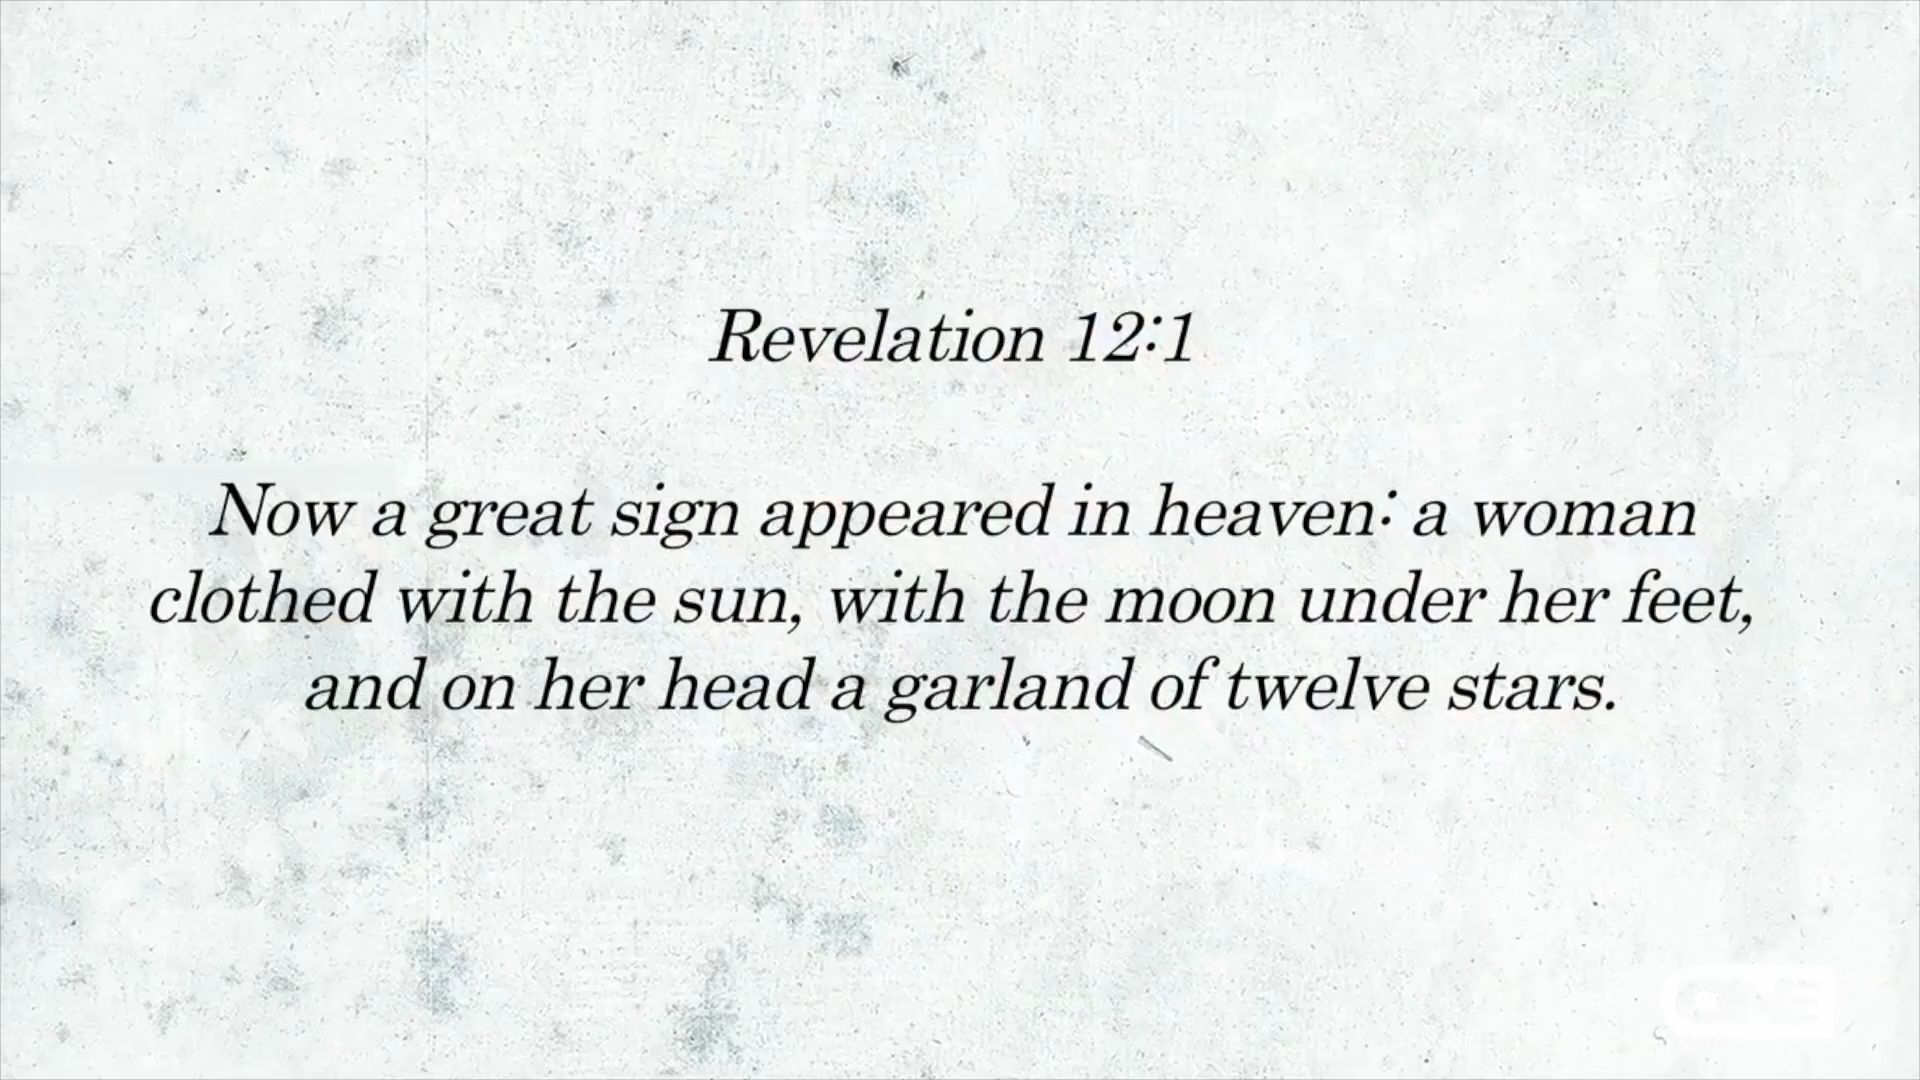 Revelation 12:1
Now a great sign appeared in heaven: a woman
clothed with the sun, with the moon under her feet,
and on her head a garland of twelve stars.
ONE